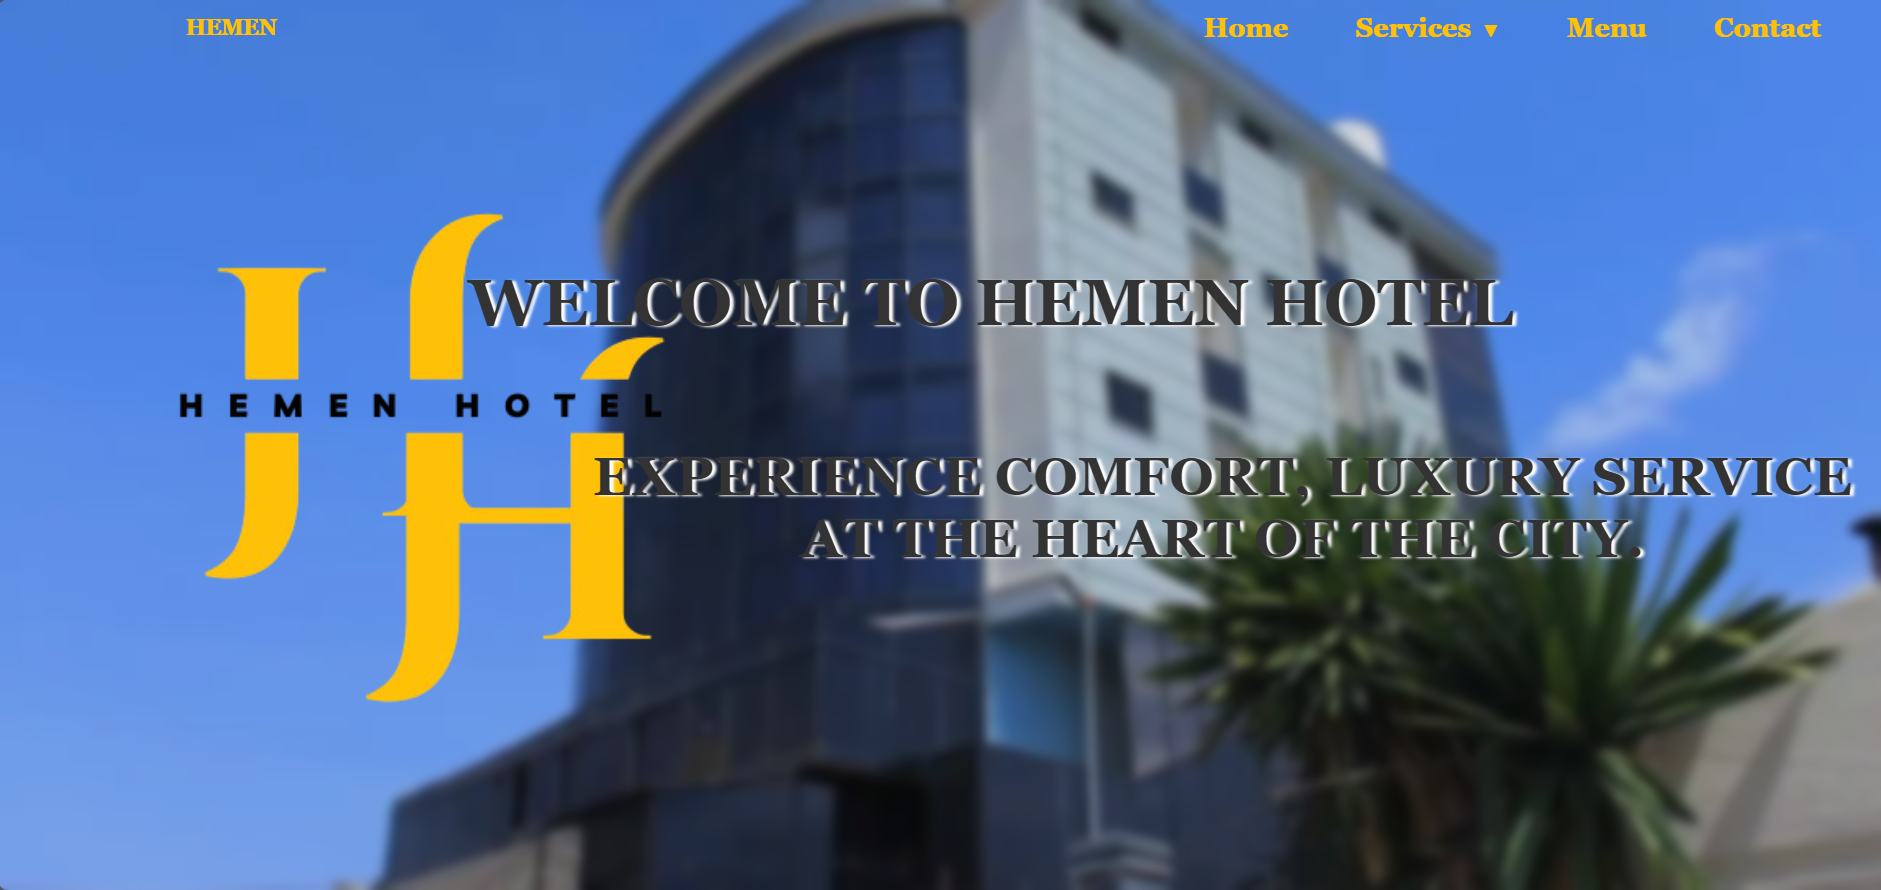 HEMEN
Home
Services ▼
Menu
Contact
WELCOME TO HEMEN HOTEL
HEMEN HOTEL
EXPERIENCE COMFORT, LUXURY SERVICE
AT THE HEART OF THE CITY.